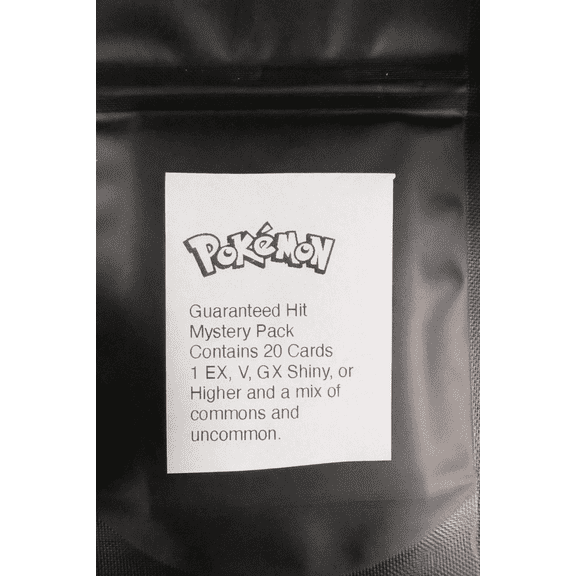 POKéMON
Guaranteed Hit
Mystery Pack
Contains 20 Cards
1 EX, V, GX Shiny, or
Higher and a mix of
commons and
uncommon.